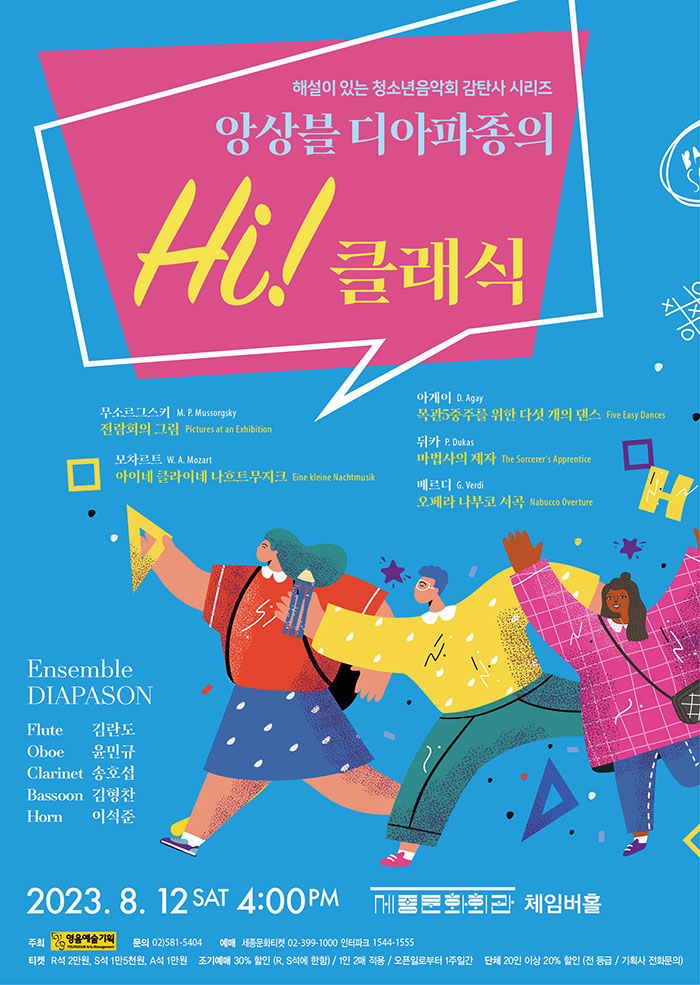 해설이 있는 청소년음악회 감탄사 시리즈
앙상블 디아파종의
Hi! 클래식
무소르그스키 M. P. Mussorgsky
전람회의 그림 Pictures at an Exhibition
모차르트 W. A. Mozart
아이네 클라이네 나흐트무지크 Eine kleine Nachtmusik
아게이 D. Agay
목관5중주를 위한 다섯 개의 댄스 Five Easy Dances
뒤카 P. Dukas
마법사의 제자 The Sorcerer's Apprentice
베르디 G. Verdi
오페라 나부코 서곡 Nabucco Overture
H
Ensemble
DIAPASON
Flute 김란도
Oboe 윤민규
Clarinet 송호섭
Bassoon 김형찬
Horn 이석준
2023. 8. 12 SAT 4:00 PM
세종문화회관 체임버홀
주최 영음예술기획 YOUNGEUM Arts Management 문의 02)581-5404 예매 세종문화티켓 02-399-1000 인터파크 1544-1555
티켓 R석 2만원, S석 1만5천원, A석 1만원 조기예매 30% 할인 (R, S석에 한함) / 1인 2매 적용 / 오픈일로부터 1주일간 단체 20인 이상 20% 할인 (전 등급 / 기획사 전화문의)